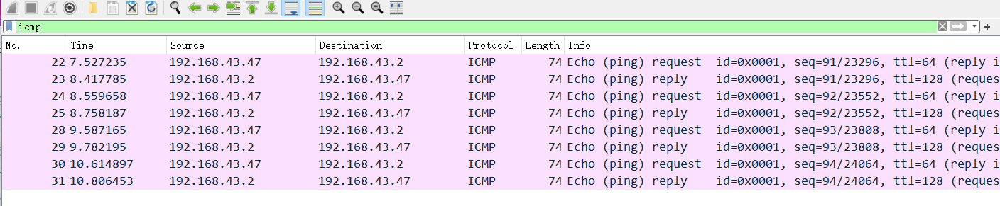 icmp
No. Time Source Destination Protocol Length Info
22 7.527235 192.168.43.47 192.168.43.2 ICMP 74 Echo (ping) request id=0x0001, seq=91/23296, ttl=64 (reply i
23 8.417785 192.168.43.2 192.168.43.47 ICMP 74 Echo (ping) reply id=0x0001, seq=91/23296, ttl=128 (reques
24 8.559658 192.168.43.47 192.168.43.2 ICMP 74 Echo (ping) request id=0x0001, seq=92/23552, ttl=64 (reply i
25 8.758187 192.168.43.2 192.168.43.47 ICMP 74 Echo (ping) reply id=0x0001, seq=92/23552, ttl=128 (reques
28 9.587165 192.168.43.47 192.168.43.2 ICMP 74 Echo (ping) request id=0x0001, seq=93/23808, ttl=64 (reply i
29 9.782195 192.168.43.2 192.168.43.47 ICMP 74 Echo (ping) reply id=0x0001, seq=93/23808, ttl=128 (reques
30 10.614897 192.168.43.47 192.168.43.2 ICMP 74 Echo (ping) request id=0x0001, seq=94/24064, ttl=64 (reply i
31 10.806453 192.168.43.2 192.168.43.47 ICMP 74 Echo (ping) reply id=0x0001, seq=94/24064, ttl=128 (reques